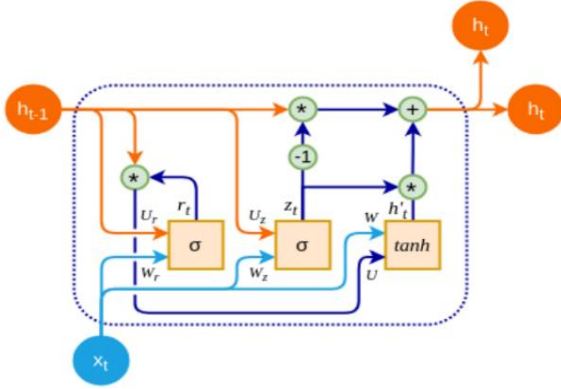 h_t
h_{t-1}
*
+
h_t
-1
*
r_t
z_t
*
h'_t
U_r
U_z
W
σ
σ
tanh
W_r
W_z
U
x_t